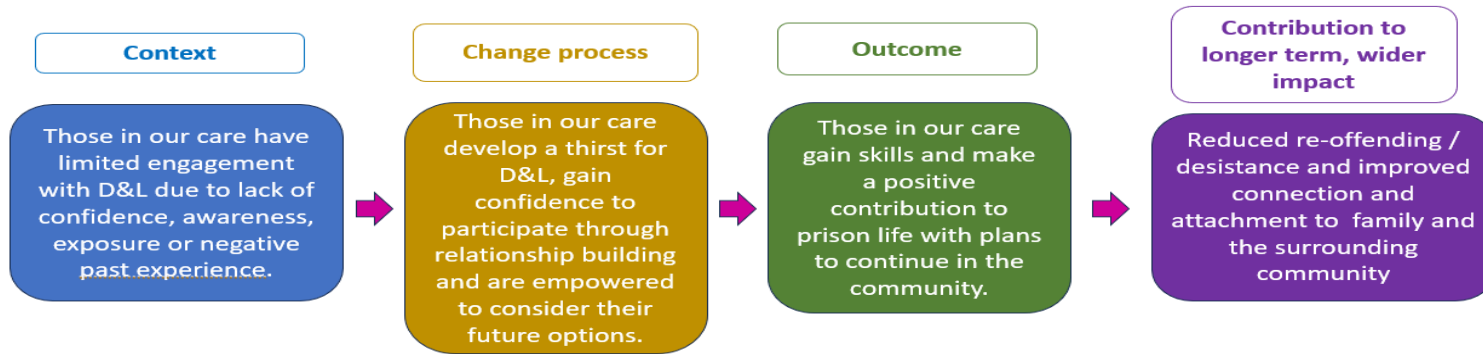 Context
Those in our care have
limited engagement
with D&L due to lack of
confidence, awareness,
exposure or negative
past experience.
Change process
Those in our care
develop a thirst for
D&L, gain
confidence to
participate through
relationship building
and are empowered
to consider their
future options.
Outcome
Those in our care
gain skills and make
a positive
contribution to
prison life with plans
to continue in the
community.
Contribution to
longer term, wider
impact
Reduced re-offending /
desistance and improved
connection and
attachment to family and
the surrounding
community